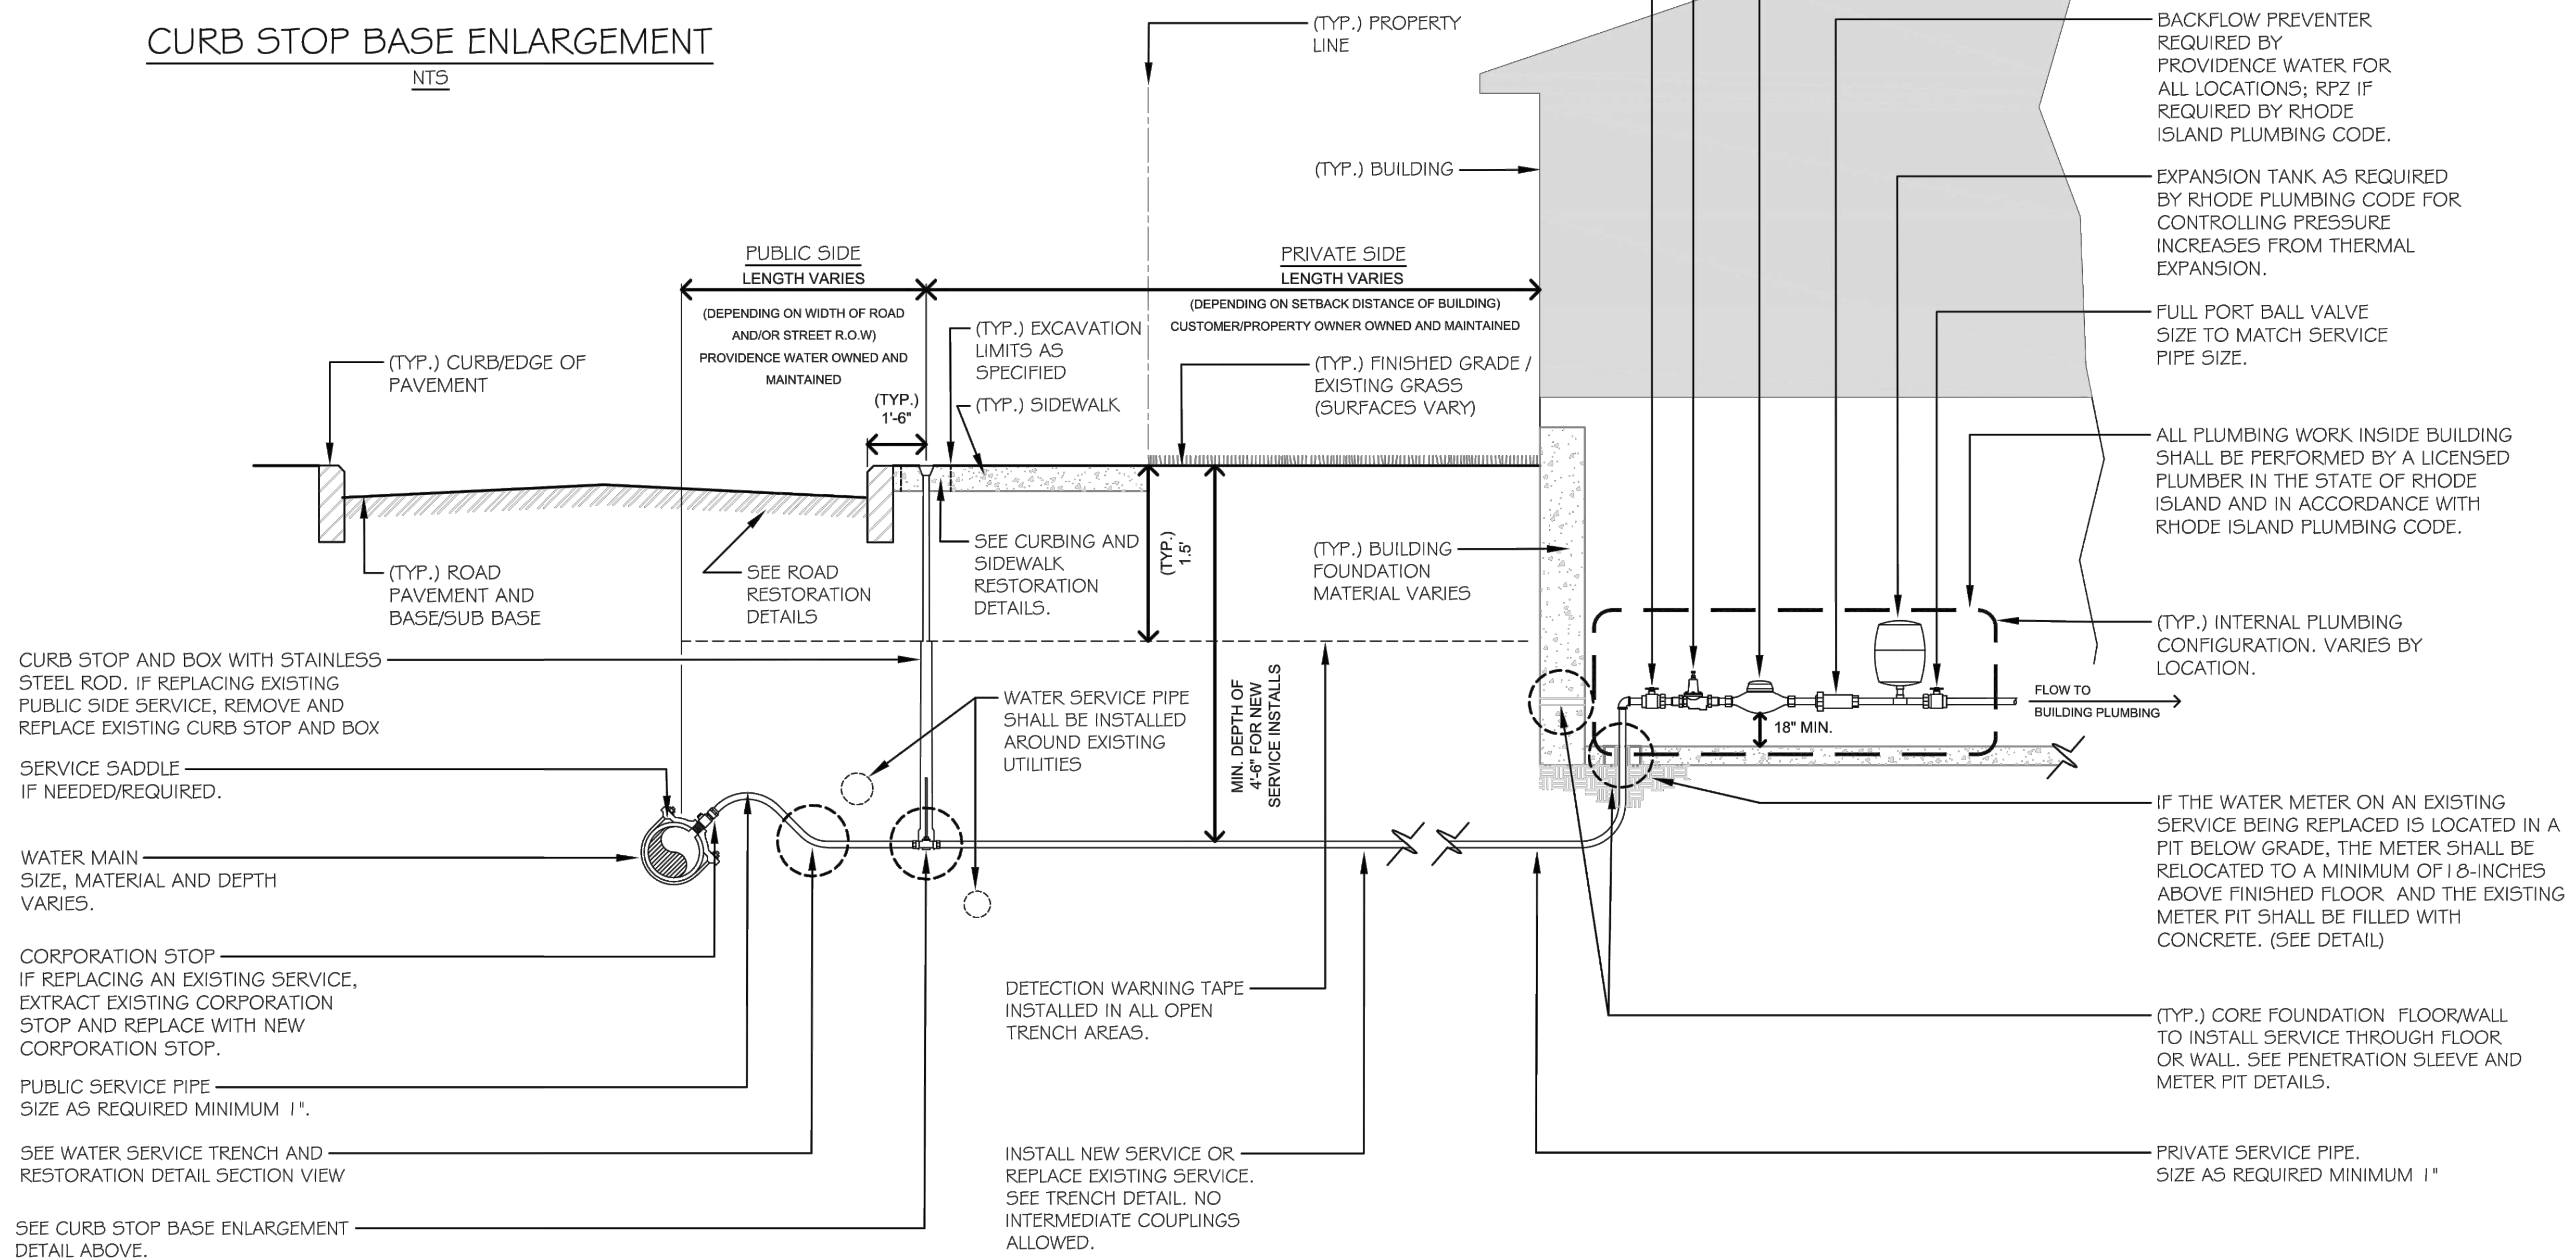 CURB STOP BASE ENLARGEMENT
NTS
(TYP.) PROPERTY
LINE
(TYP.) BUILDING
BACKFLOW PREVENTER
REQUIRED BY
PROVIDENCE WATER FOR
ALL LOCATIONS; RPZ IF
REQUIRED BY RHODE
ISLAND PLUMBING CODE.
EXPANSION TANK AS REQUIRED
BY RHODE PLUMBING CODE FOR
CONTROLLING PRESSURE
INCREASES FROM THERMAL
EXPANSION.
FULL PORT BALL VALVE
SIZE TO MATCH SERVICE
PIPE SIZE.
ALL PLUMBING WORK INSIDE BUILDING
SHALL BE PERFORMED BY A LICENSED
PLUMBER IN THE STATE OF RHODE
ISLAND AND IN ACCORDANCE WITH
RHODE ISLAND PLUMBING CODE.
(TYP.) INTERNAL PLUMBING
CONFIGURATION. VARIES BY
LOCATION.
PUBLIC SIDE
LENGTH VARIES
(DEPENDING ON WIDTH OF ROAD
AND/OR STREET R.O.W)
PROVIDENCE WATER OWNED AND
MAINTAINED
PRIVATE SIDE
LENGTH VARIES
(DEPENDING ON SETBACK DISTANCE OF BUILDING)
CUSTOMER/PROPERTY OWNER OWNED AND MAINTAINED
(TYP.) EXCAVATION
LIMITS AS
SPECIFIED
(TYP.) SIDEWALK
(TYP.) FINISHED GRADE /
EXISTING GRASS
(SURFACES VARY)
(TYP.) CURB/EDGE OF
PAVEMENT
(TYP.)
1'-6"
(TYP.) ROAD
PAVEMENT AND
BASE/SUB BASE
SEE ROAD
RESTORATION
DETAILS
SEE CURBING AND
SIDEWALK
RESTORATION
DETAILS.
(TYP.)
1.5'
(TYP.) BUILDING
FOUNDATION
MATERIAL VARIES
CURB STOP AND BOX WITH STAINLESS
STEEL ROD. IF REPLACING EXISTING
PUBLIC SIDE SERVICE, REMOVE AND
REPLACE EXISTING CURB STOP AND BOX
WATER SERVICE PIPE
SHALL BE INSTALLED
AROUND EXISTING
UTILITIES
MIN. DEPTH OF
4'-6" FOR NEW
SERVICE INSTALLS
FLOW TO
BUILDING PLUMBING
18" MIN.
SERVICE SADDLE
IF NEEDED/REQUIRED.
WATER MAIN
SIZE, MATERIAL AND DEPTH
VARIES.
CORPORATION STOP
IF REPLACING AN EXISTING SERVICE,
EXTRACT EXISTING CORPORATION
STOP AND REPLACE WITH NEW
CORPORATION STOP.
PUBLIC SERVICE PIPE
SIZE AS REQUIRED MINIMUM 1".
SEE WATER SERVICE TRENCH AND
RESTORATION DETAIL SECTION VIEW
SEE CURB STOP BASE ENLARGEMENT
DETAIL ABOVE.
DETECTION WARNING TAPE
INSTALLED IN ALL OPEN
TRENCH AREAS.
INSTALL NEW SERVICE OR
REPLACE EXISTING SERVICE.
SEE TRENCH DETAIL. NO
INTERMEDIATE COUPLINGS
ALLOWED.
IF THE WATER METER ON AN EXISTING
SERVICE BEING REPLACED IS LOCATED IN A
PIT BELOW GRADE, THE METER SHALL BE
RELOCATED TO A MINIMUM OF18-INCHES
ABOVE FINISHED FLOOR AND THE EXISTING
METER PIT SHALL BE FILLED WITH
CONCRETE. (SEE DETAIL)
(TYP.) CORE FOUNDATION FLOOR/WALL
TO INSTALL SERVICE THROUGH FLOOR
OR WALL. SEE PENETRATION SLEEVE AND
METER PIT DETAILS.
PRIVATE SERVICE PIPE.
SIZE AS REQUIRED MINIMUM 1"